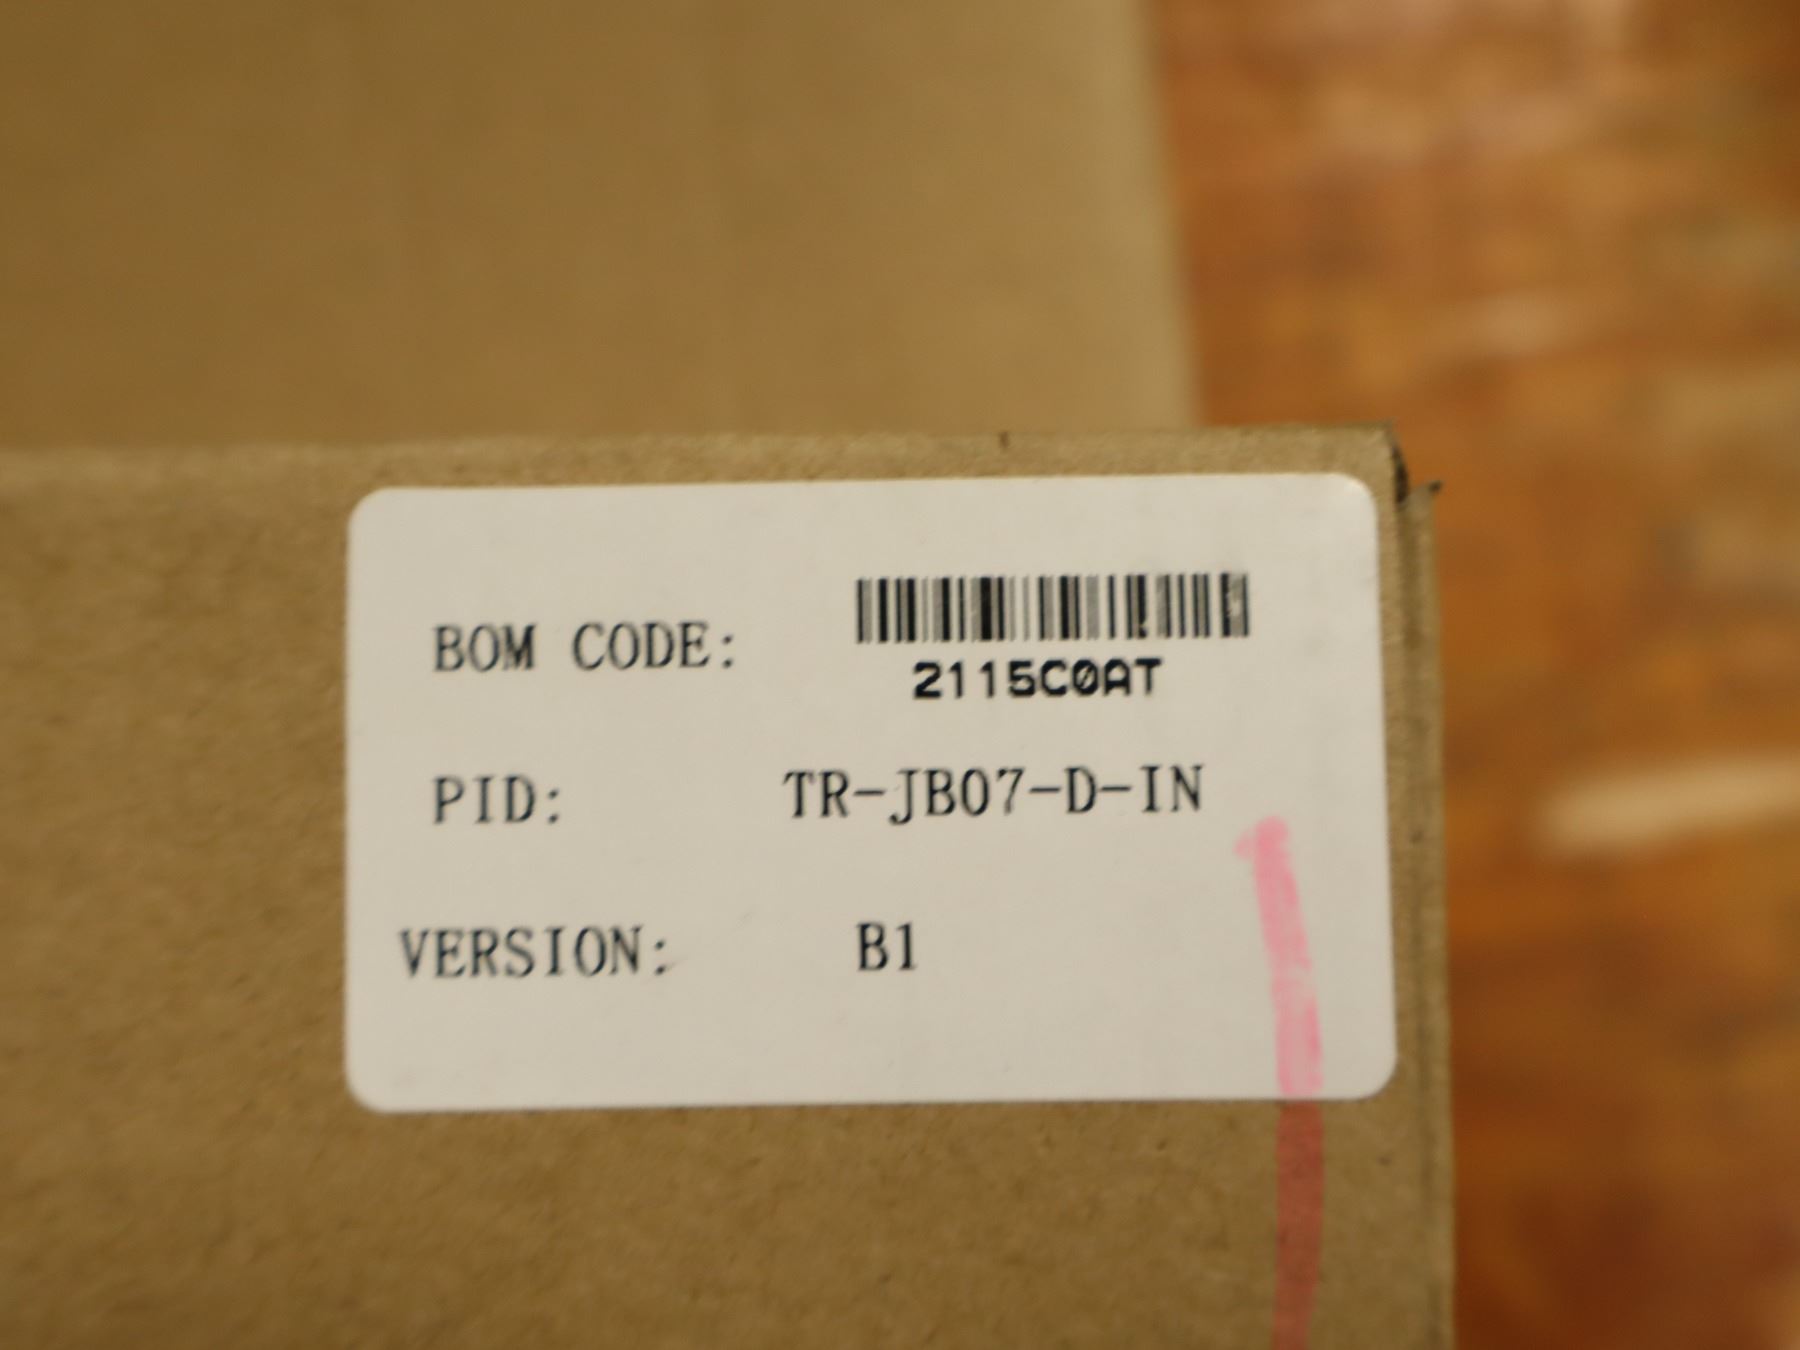 BOM CODE:
2115C0AT
PID: TR-JB07-D-IN
VERSION: B1